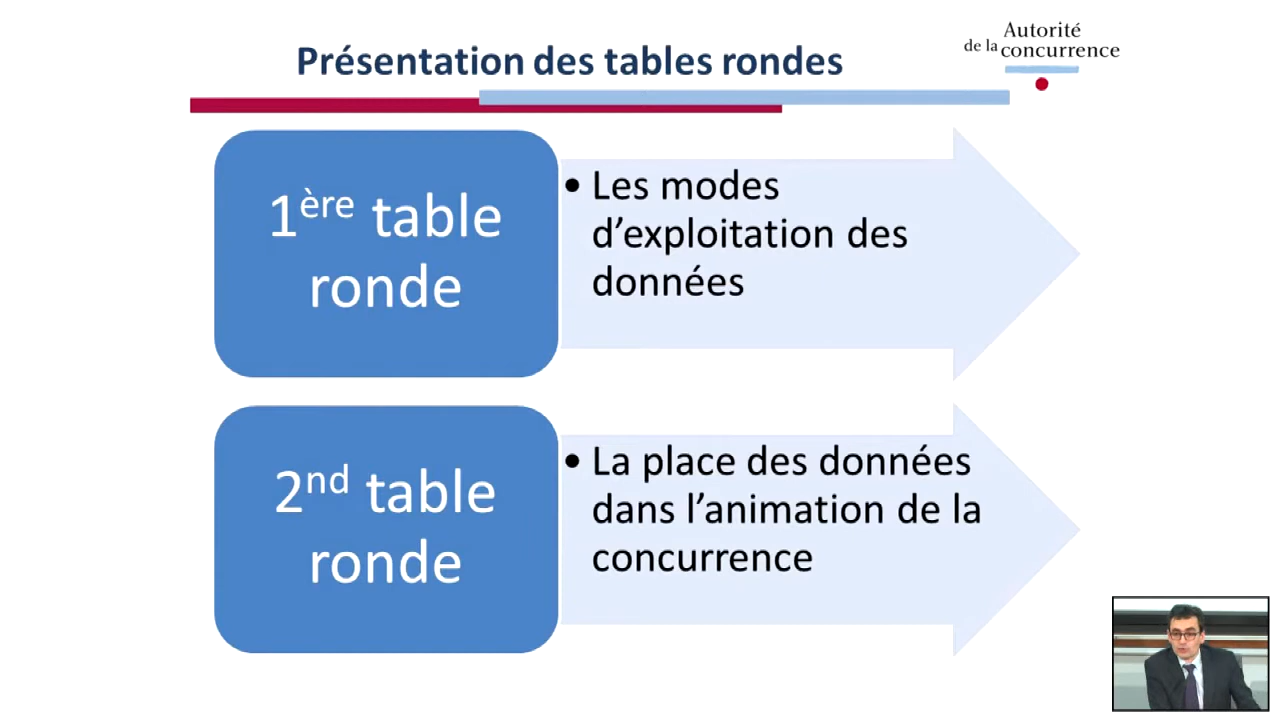 Présentation des tables rondes
Autorité
de la concurrence
1ère table
ronde
• Les modes
d’exploitation des
données
2nd table
ronde
• La place des données
dans l’animation de la
concurrence